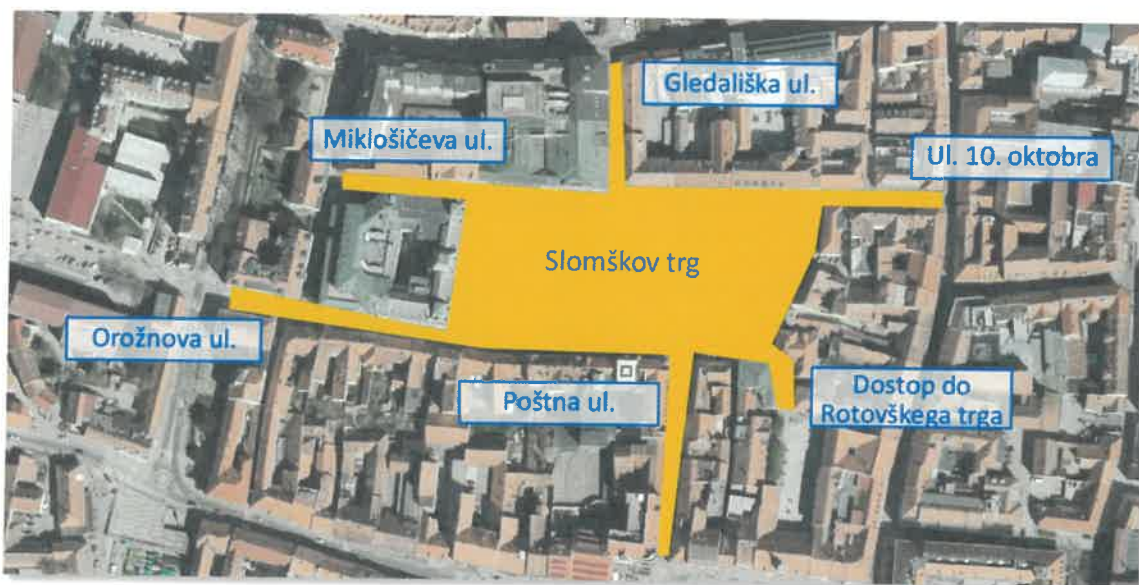 Gledališka ul.
Miklošičeva ul.
Ul. 10. oktobra
Slomškov trg
Orožnova ul.
Poštna ul.
Dostop do
Rotovškega trga